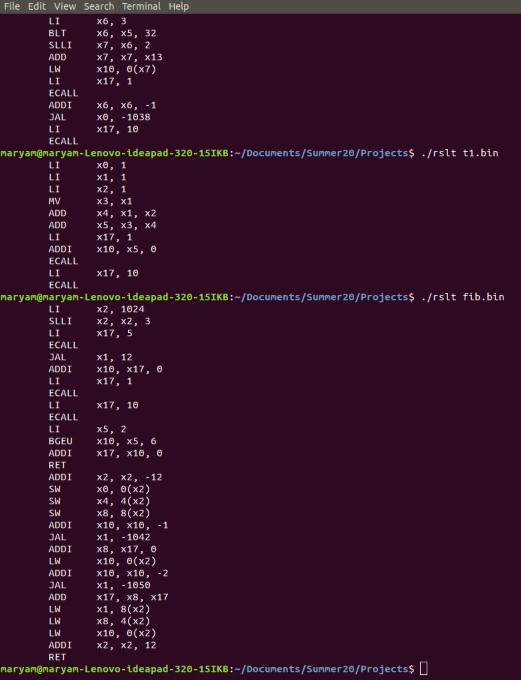 File Edit View Search Terminal Help
LI x6, 3
BLT x6, x5, 32
SLLI x7, x6, 2
ADD x7, x7, x13
LW x10, 0(x7)
LI x17, 1
ECALL
ADDI x6, x6, -1
JAL x0, -1038
LI x17, 10
ECALL
maryam@maryam-Lenovo-ideapad-320-15IKB:~/Documents/Summer20/Projects$ ./rslt t1.bin
LI x0, 1
LI x1, 1
LI x2, 1
MV x3, x1
ADD x4, x1, x2
ADD x5, x3, x4
LI x17, 1
ADDI x10, x5, 0
ECALL
LI x17, 10
ECALL
maryam@maryam-Lenovo-ideapad-320-15IKB:~/Documents/Summer20/Projects$ ./rslt fib.bin
LI x2, 1024
SLLI x2, x2, 3
LI x17, 5
ECALL
JAL x1, 12
ADDI x10, x17, 0
LI x17, 1
ECALL
LI x17, 10
ECALL
LI x5, 2
BGEU x10, x5, 6
ADDI x17, x10, 0
RET
ADDI x2, x2, -12
SW x0, 0(x2)
SW x4, 4(x2)
SW x8, 8(x2)
ADDI x10, x10, -1
JAL x1, -1042
ADDI x8, x17, 0
LW x10, 0(x2)
ADDI x10, x10, -2
JAL x1, -1050
ADD x17, x8, x17
LW x1, 8(x2)
LW x8, 4(x2)
LW x10, 0(x2)
ADDI x2, x2, 12
RET
maryam@maryam-Lenovo-ideapad-320-15IKB:~/Documents/Summer20/Projects$